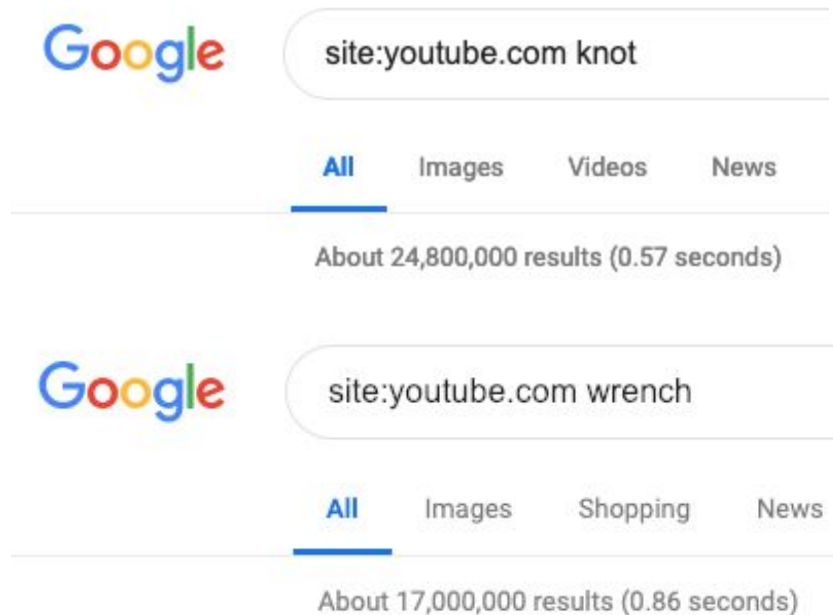 Google site:youtube.com knot
All Images Videos News
About 24,800,000 results (0.57 seconds)
Google site:youtube.com wrench
All Images Shopping News
About 17,000,000 results (0.86 seconds)